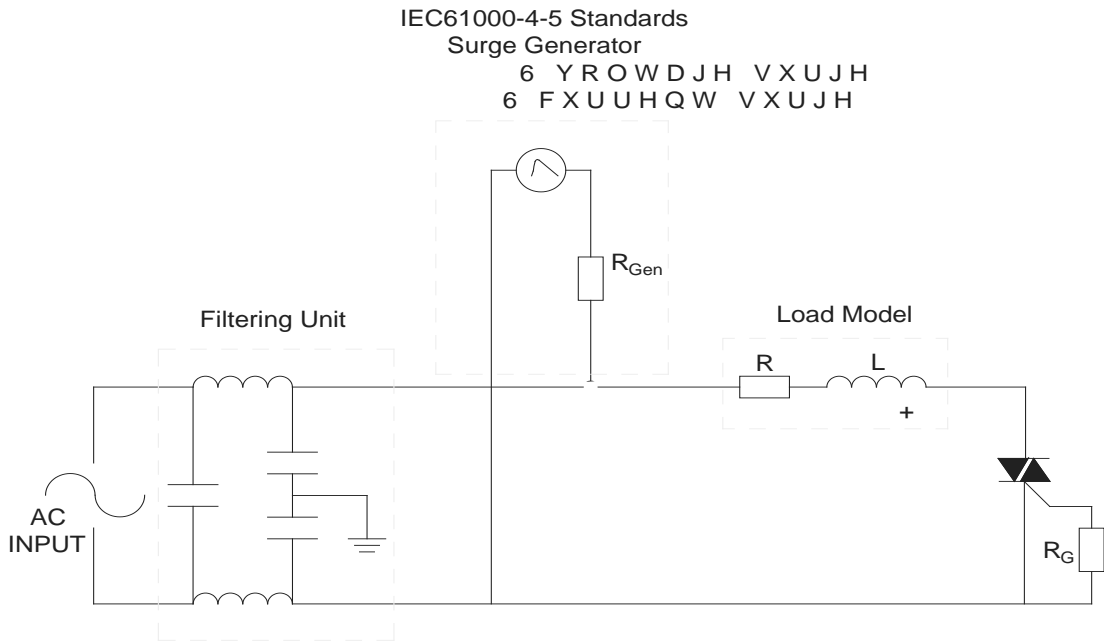 IEC61000-4-5 Standards
Surge Generator
6 YROWDJH VXUJH
6 FXUUHQW VXUJH
RGen
Filtering Unit
Load Model
R
L
+
AC
INPUT
RG